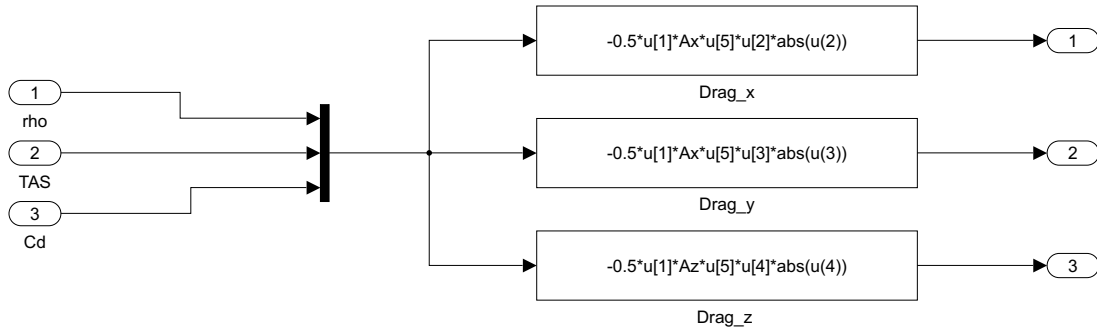 -0.5*u[1]*Ax*u[5]*u[2]*abs(u(2))
1
Drag_x
1
rho
-0.5*u[1]*Ax*u[5]*u[3]*abs(u(3))
2
2
TAS
Drag_y
3
Cd
-0.5*u[1]*Az*u[5]*u[4]*abs(u(4))
3
Drag_z